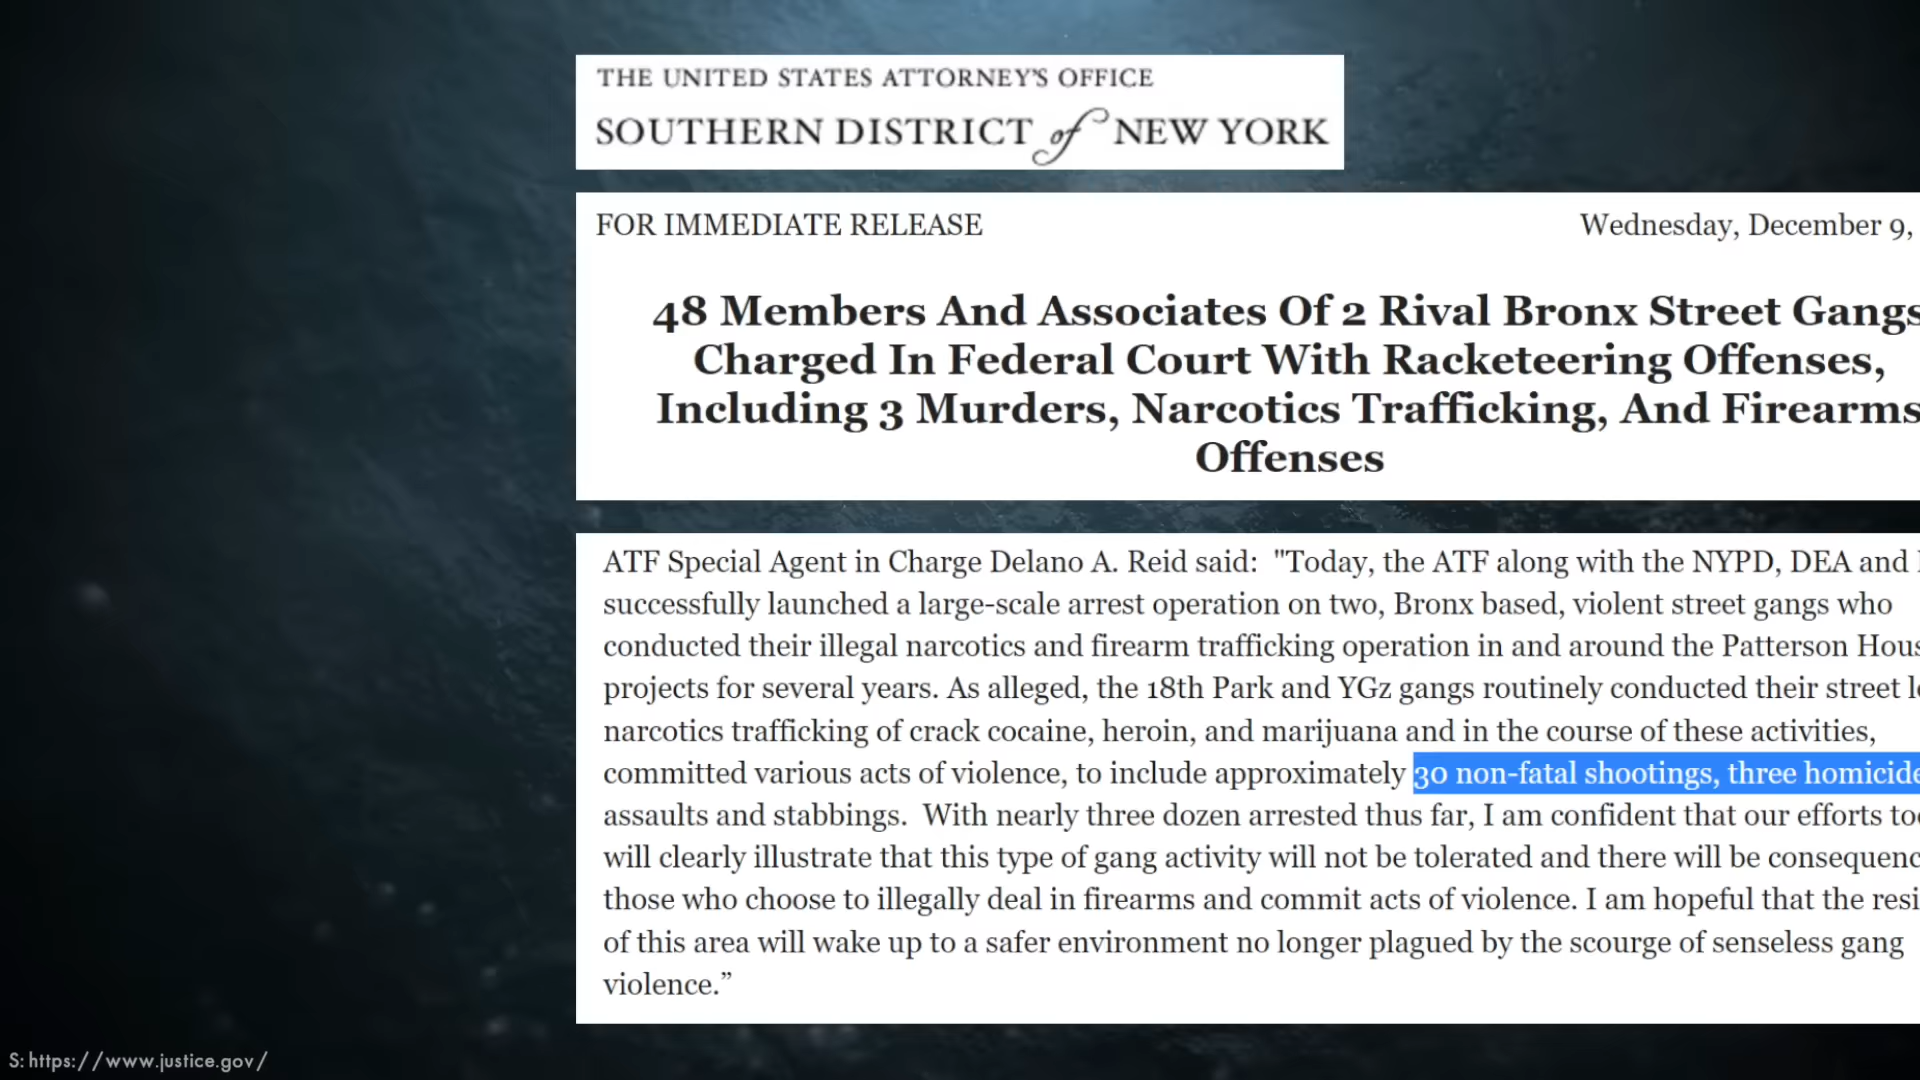 THE UNITED STATES ATTORNEY'S OFFICE
SOUTHERN DISTRICT of NEW YORK
FOR IMMEDIATE RELEASE Wednesday, December 9,
48 Members And Associates Of 2 Rival Bronx Street Gangs
Charged In Federal Court With Racketeering Offenses,
Including 3 Murders, Narcotics Trafficking, And Firearms
Offenses
ATF Special Agent in Charge Delano A. Reid said:  "Today, the ATF along with the NYPD, DEA and
successfully launched a large-scale arrest operation on two, Bronx based, violent street gangs who
conducted their illegal narcotics and firearm trafficking operation in and around the Patterson
projects for several years. As alleged, the 18th Park and YGz gangs routinely conducted their street
narcotics trafficking of crack cocaine, heroin, and marijuana and in the course of these activities,
committed various acts of violence, to include approximately 30 non-fatal shootings, three
assaults and stabbings.  With nearly three dozen arrested thus far, I am confident that our efforts
will clearly illustrate that this type of gang activity will not be tolerated and there will be
those who choose to illegally deal in firearms and commit acts of violence. I am hopeful that the
of this area will wake up to a safer environment no longer plagued by the scourge of senseless gang
violence.”
S: https://www.justice.gov/